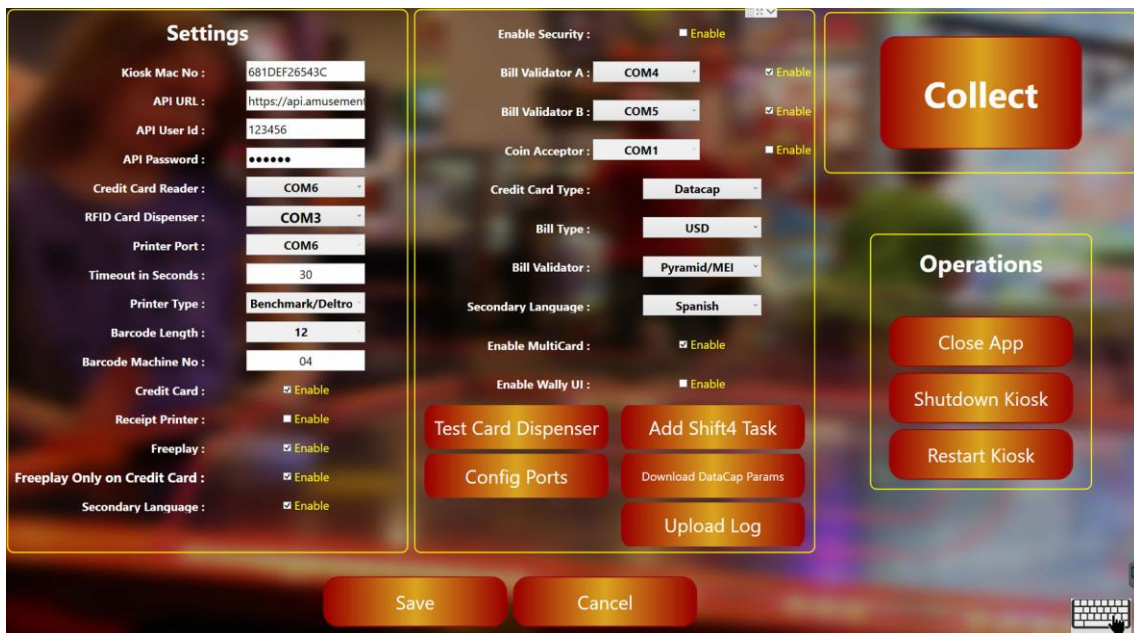 Settings
Kiosk Mac No : 681DEF26543C
API URL : https://api.amusement
API User Id : 123456
API Password : ●●●●●●
Credit Card Reader : COM6
RFID Card Dispenser : COM3
Printer Port : COM6
Timeout in Seconds : 30
Printer Type : Benchmark/Deltro
Barcode Length : 12
Barcode Machine No : 04
Credit Card : Enable
Receipt Printer : Enable
Freeplay : Enable
Freeplay Only on Credit Card : Enable
Secondary Language : Enable
Enable Security : Enable
Bill Validator A : COM4 Enable
Bill Validator B : COM5 Enable
Coin Acceptor : COM1 Enable
Credit Card Type : Datacap
Bill Type : USD
Bill Validator : Pyramid/MEI
Secondary Language : Spanish
Enable MultiCard : Enable
Enable Wally UI : Enable
Test Card Dispenser Add Shift4 Task
Config Ports Download DataCap Params
Upload Log
Collect
Operations
Close App
Shutdown Kiosk
Restart Kiosk
Save Cancel